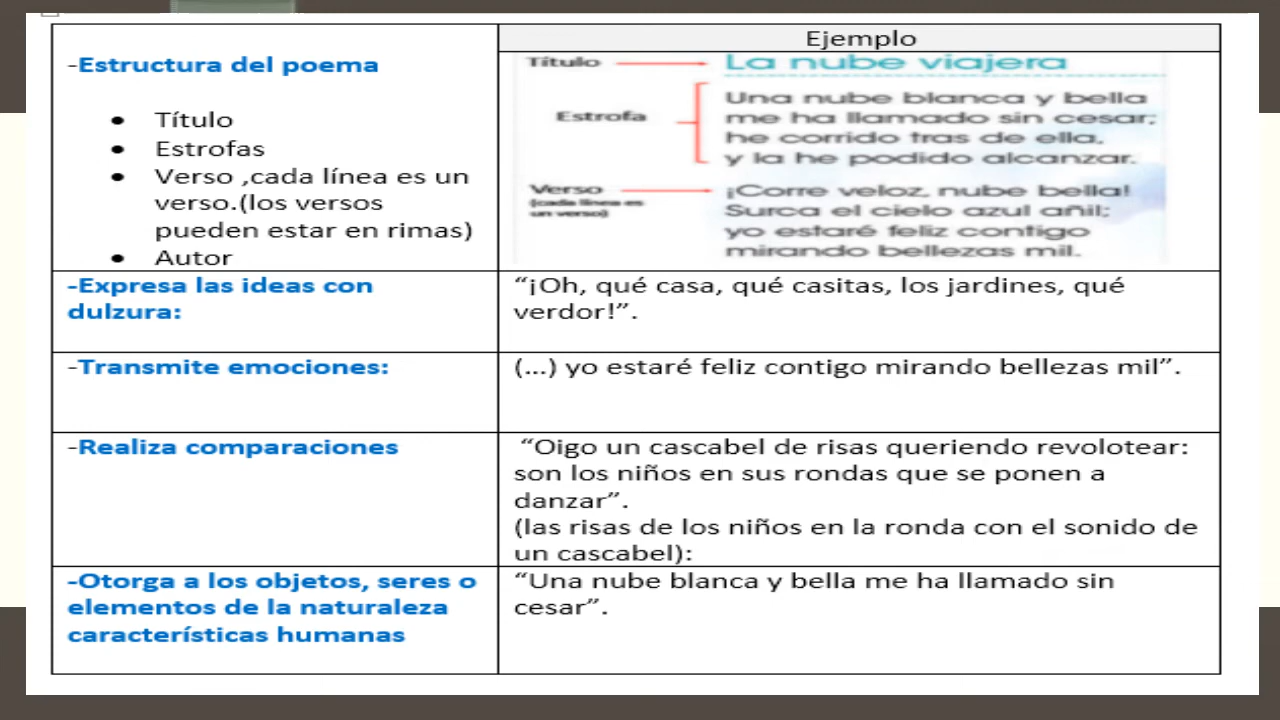 -Estructura del poema
• Título
• Estrofas
• Verso ,cada línea es un
verso.(los versos
pueden estar en rimas)
• Autor
Ejemplo
Título
La nube viajera
Estrofa
Una nube blanca y bella
me ha llamado sin cesar;
he corrido tras de ella,
y la he podido alcanzar.
Verso
(cada línea es
un verso)
¡Corre veloz, nube bella!
Surca el cielo azul añil;
yo estaré feliz contigo
mirando bellezas mil.
-Expresa las ideas con
dulzura:
“¡Oh, qué casa, qué casitas, los jardines, qué
verdor!”.
-Transmite emociones:
(...) yo estaré feliz contigo mirando bellezas mil”.
-Realiza comparaciones
“Oigo un cascabel de risas queriendo revolotear:
son los niños en sus rondas que se ponen a
danzar”.
(las risas de los niños en la ronda con el sonido de
un cascabel):
-Otorga a los objetos, seres o
elementos de la naturaleza
características humanas
“Una nube blanca y bella me ha llamado sin
cesar”.